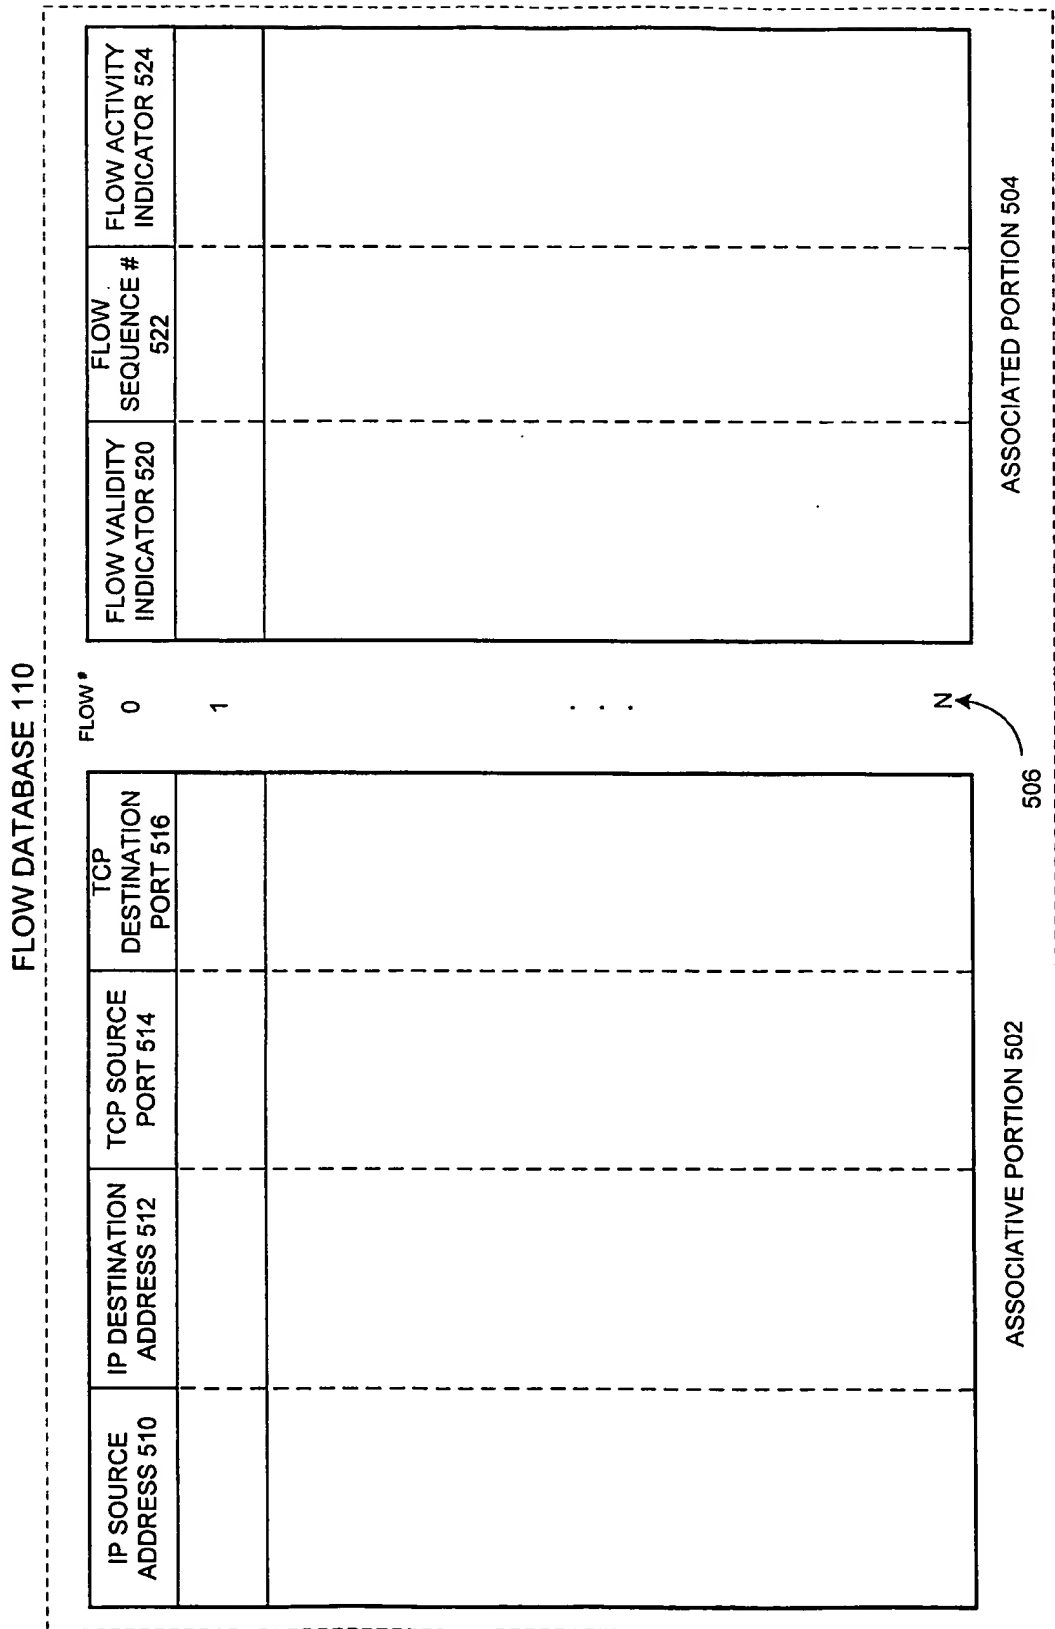 FLOW DATABASE 110
IP SOURCE
ADDRESS 510
IP DESTINATION
ADDRESS 512
TCP SOURCE
PORT 514
TCP
DESTINATION
PORT 516
FLOW #
0
1
. . .
N
506
FLOW VALIDITY
INDICATOR 520
FLOW
SEQUENCE #
522
FLOW ACTIVITY
INDICATOR 524
ASSOCIATIVE PORTION 502
ASSOCIATED PORTION 504